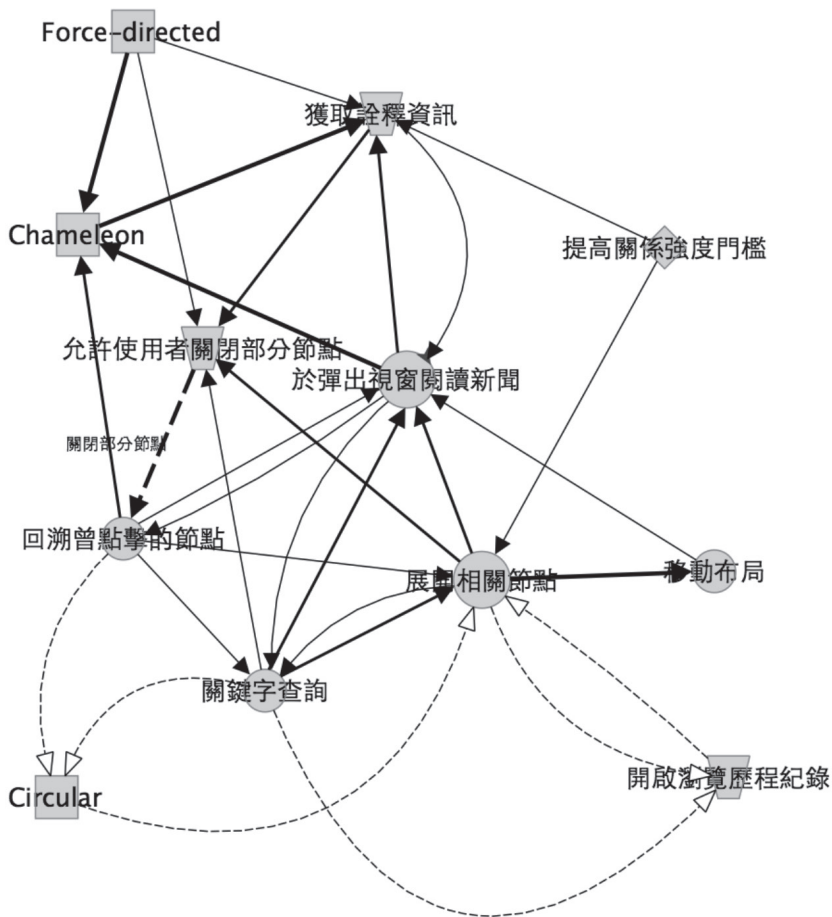 Force-directed
獲取詮釋資訊
Chameleon
提高關係強度門檻
允許使用者關閉部分節點
於彈出視窗閱讀新聞
關閉部分節點
回溯曾點擊的節點
展開相關節點
移動布局
關鍵字查詢
開啟瀏覽歷程紀錄
Circular